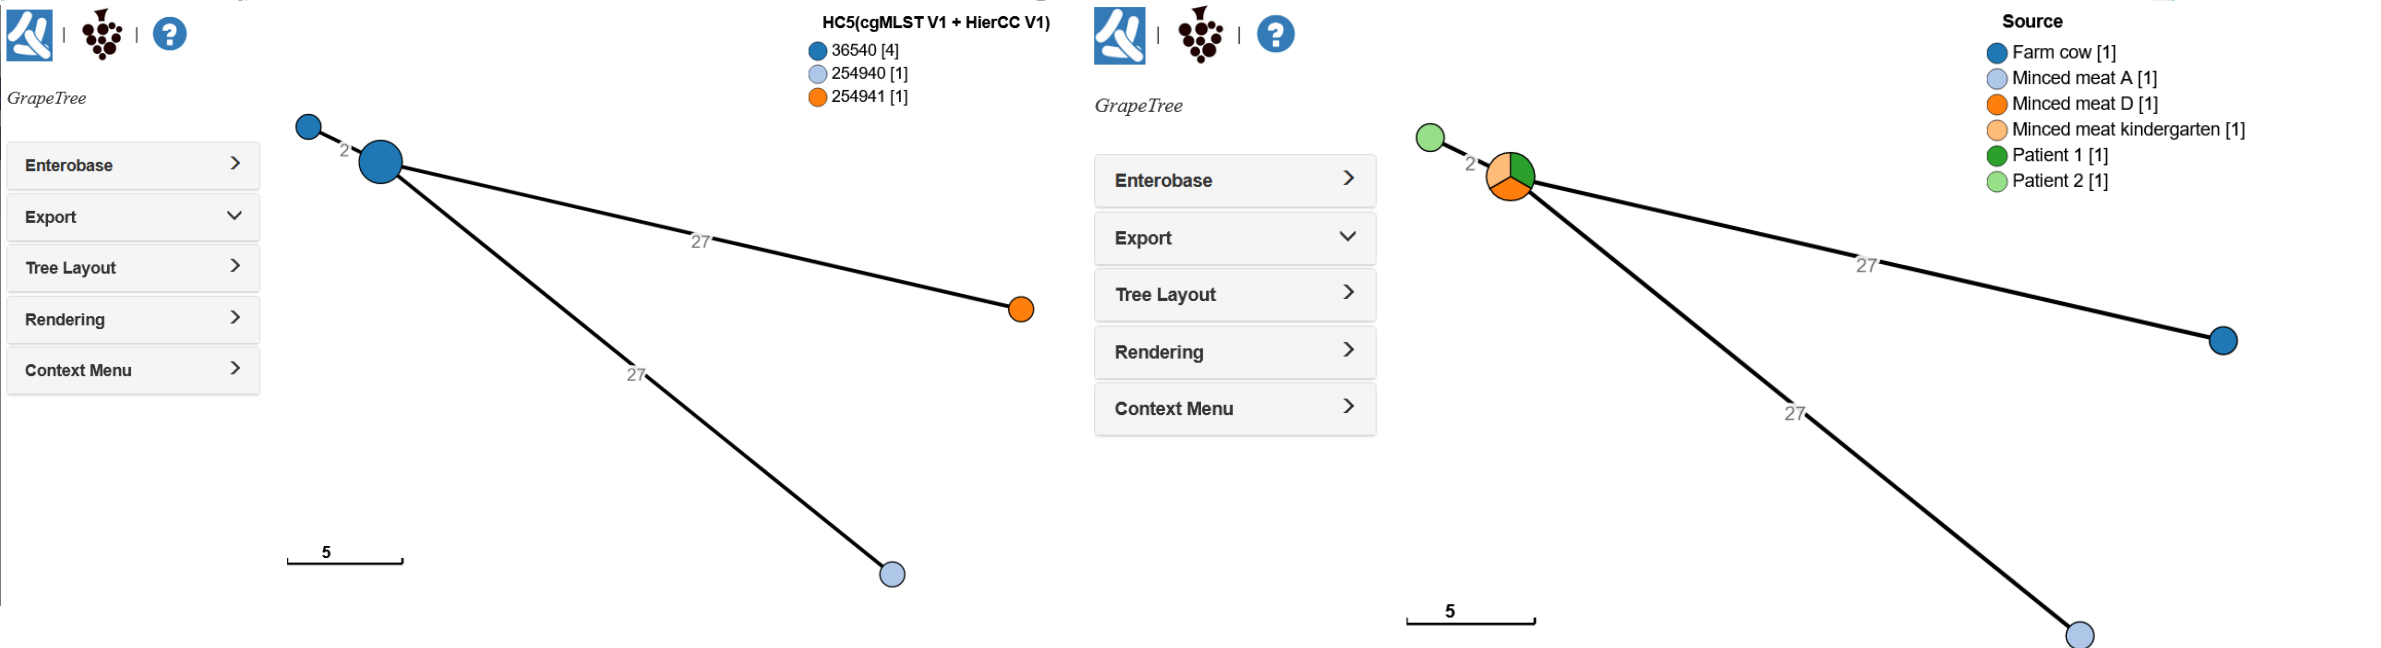 HC5(cgMLST V1 + HierCC V1)
36540 [4]
254940 [1]
254941 [1]
GrapeTree
Enterobase
Export
Tree Layout
Rendering
Context Menu
2
27
27
5
Source
Farm cow [1]
Minced meat A [1]
Minced meat D [1]
Minced meat kindergarten [1]
Patient 1 [1]
Patient 2 [1]
GrapeTree
Enterobase
Export
Tree Layout
Rendering
Context Menu
2
27
27
5